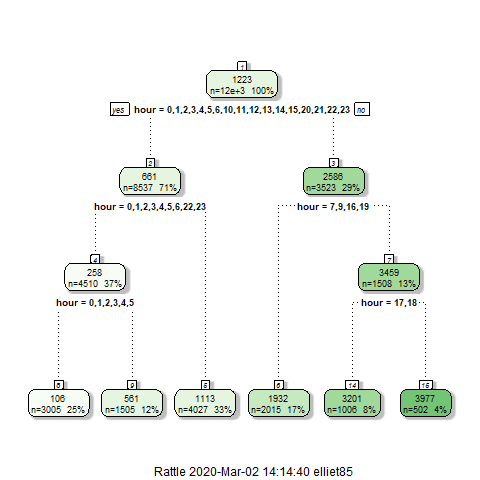 1
1223
n=12e+3 100%
yes hour = 0,1,2,3,4,5,6,10,11,12,13,14,15,20,21,22,23 no
2
661
n=8537 71%
3
2586
n=3523 29%
hour = 0,1,2,3,4,5,6,22,23
hour = 7,9,16,19
4
258
n=4510 37%
7
3459
n=1508 13%
hour = 0,1,2,3,4,5
hour = 17,18
8
106
n=3005 25%
9
561
n=1505 12%
5
1113
n=4027 33%
6
1932
n=2015 17%
14
3201
n=1006 8%
15
3977
n=502 4%
Rattle 2020-Mar-02 14:14:40 elliet85